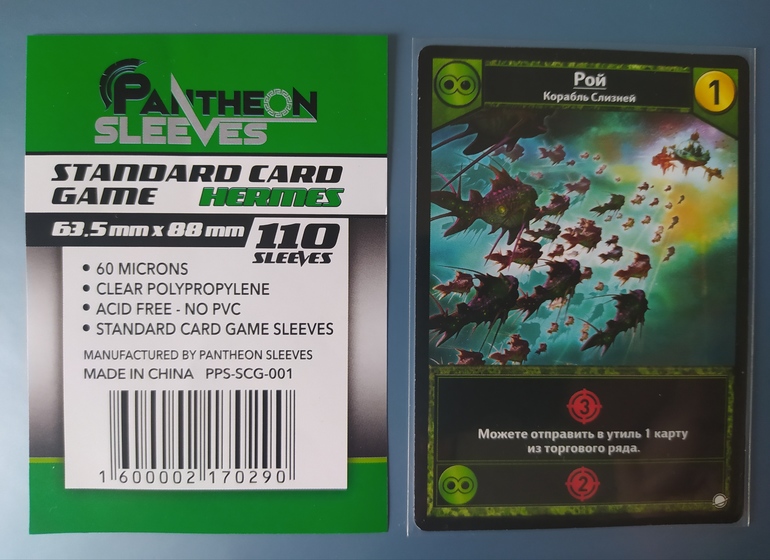 PANTHEON
SLEEVES
STANDARD CARD
GAME HERMES
63.5 mm x 88 mm
110
SLEEVES
• 60 MICRONS
• CLEAR POLYPROPYLENE
• ACID FREE - NO PVC
• STANDARD CARD GAME SLEEVES
MANUFACTURED BY PANTHEON SLEEVES
MADE IN CHINA PPS-SCG-001
1 600002 170290
Рой
Корабль Слизней
1
3
Можете отправить в утиль 1 карту
из торгового ряда.
2